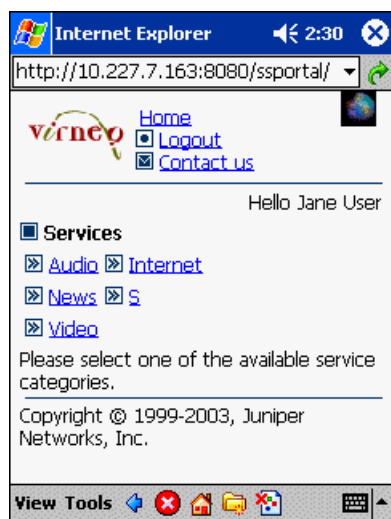 Internet Explorer 2:30
http://10.227.7.163:8080/ssportal/
virneo
Home
Logout
Contact us
Hello Jane User
Services
Audio Internet
News S
Video
Please select one of the available service
categories.
Copyright © 1999-2003, Juniper
Networks, Inc.
View Tools